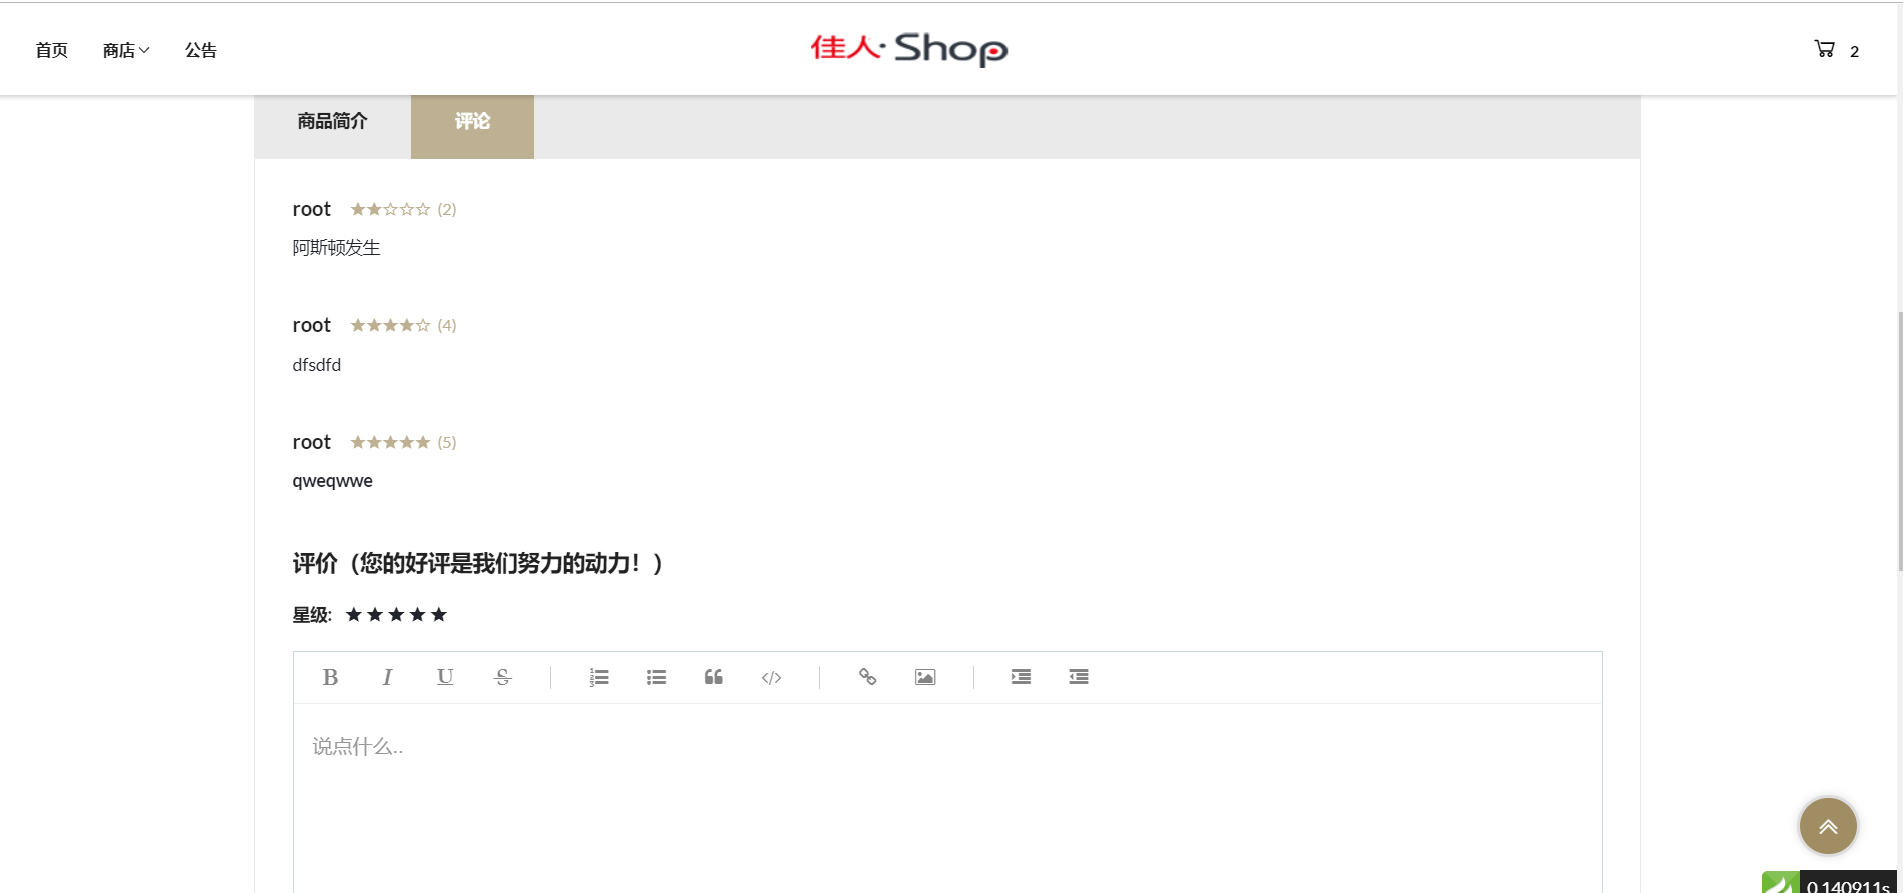 首页 商店 公告 佳人·Shop 2
商品简介 评论
root ★★☆☆☆ (2)
阿斯顿发生
root ★★★★☆ (4)
dfsdfd
root ★★★★★ (5)
qweqwwe
评价（您的好评是我们努力的动力！）
星级: ★★★★★
B I U S </>
说点什么..
0.140911s